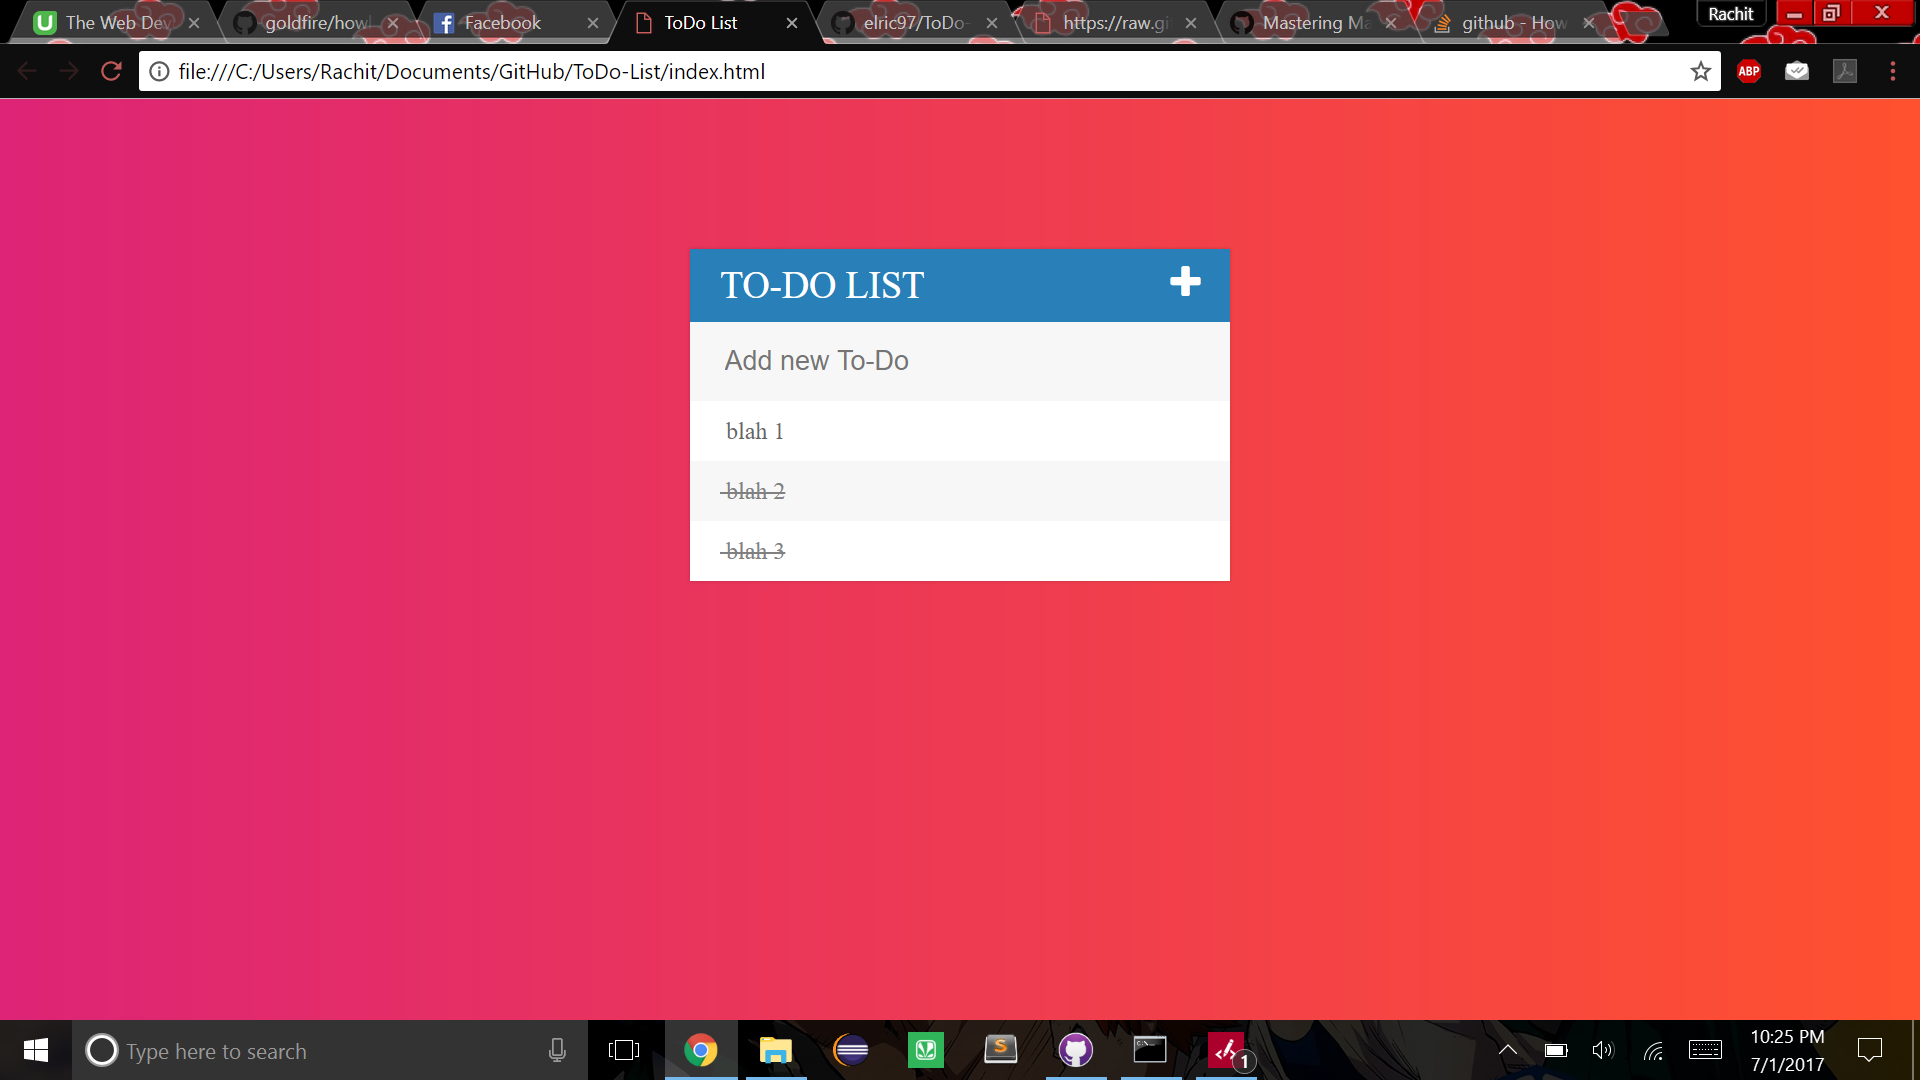 The Web Dev
goldfire/how
Facebook
ToDo List
elric97/ToDo-
https://raw.gi
Mastering Ma
github - How
Rachit
file:///C:/Users/Rachit/Documents/GitHub/ToDo-List/index.html
ABP
TO-DO LIST
Add new To-Do
blah 1
blah 2
blah 3
Type here to search
1
10:25 PM
7/1/2017